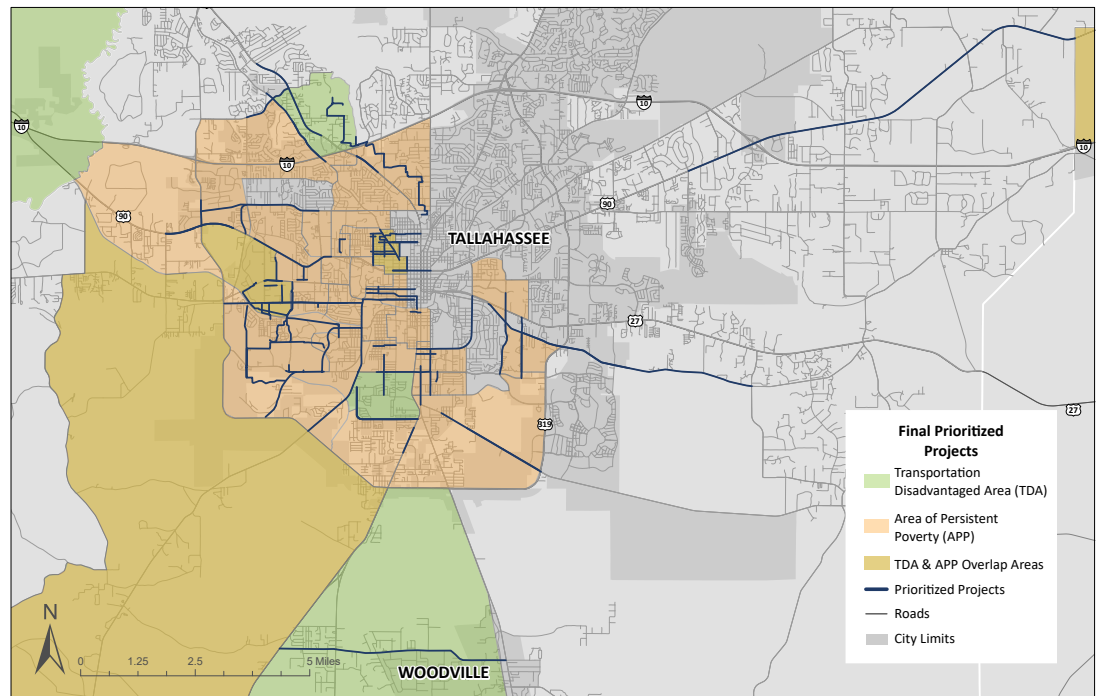 10
10
10
10
90
90
TALLAHASSEE
27
27
319
WOODVILLE
N
0 1.25 2.5 5 Miles
Final Prioritized
Projects
Transportation
Disadvantaged Area (TDA)
Area of Persistent
Poverty (APP)
TDA & APP Overlap Areas
Prioritized Projects
Roads
City Limits